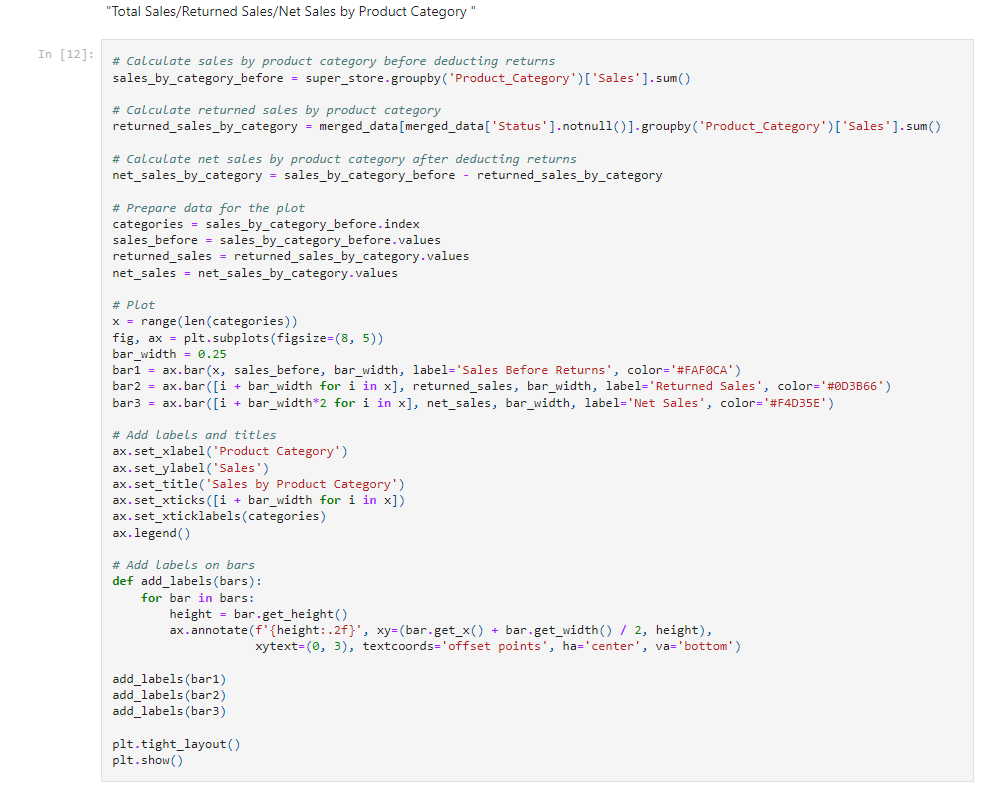 "Total Sales/Returned Sales/Net Sales by Product Category "
In [12]:
# Calculate sales by product category before deducting returns
sales_by_category_before = super_store.groupby('Product_Category')['Sales'].sum()
# Calculate returned sales by product category
returned_sales_by_category = merged_data[merged_data['Status'].notnull()].groupby('Product_Category')['Sales'].sum()
# Calculate net sales by product category after deducting returns
net_sales_by_category = sales_by_category_before - returned_sales_by_category
# Prepare data for the plot
categories = sales_by_category_before.index
sales_before = sales_by_category_before.values
returned_sales = returned_sales_by_category.values
net_sales = net_sales_by_category.values
# Plot
x = range(len(categories))
fig, ax = plt.subplots(figsize=(8, 5))
bar_width = 0.25
bar1 = ax.bar(x, sales_before, bar_width, label='Sales Before Returns', color='#FAF0CA')
bar2 = ax.bar([i + bar_width for i in x], returned_sales, bar_width, label='Returned Sales', color='#0D3B66')
bar3 = ax.bar([i + bar_width*2 for i in x], net_sales, bar_width, label='Net Sales', color='#F4D35E')
# Add labels and titles
ax.set_xlabel('Product Category')
ax.set_ylabel('Sales')
ax.set_title('Sales by Product Category')
ax.set_xticks([i + bar_width for i in x])
ax.set_xticklabels(categories)
ax.legend()
# Add labels on bars
def add_labels(bars):
    for bar in bars:
        height = bar.get_height()
        ax.annotate(f'{height:.2f}', xy=(bar.get_x() + bar.get_width() / 2, height),
                    xytext=(0, 3), textcoords='offset points', ha='center', va='bottom')
add_labels(bar1)
add_labels(bar2)
add_labels(bar3)
plt.tight_layout()
plt.show()